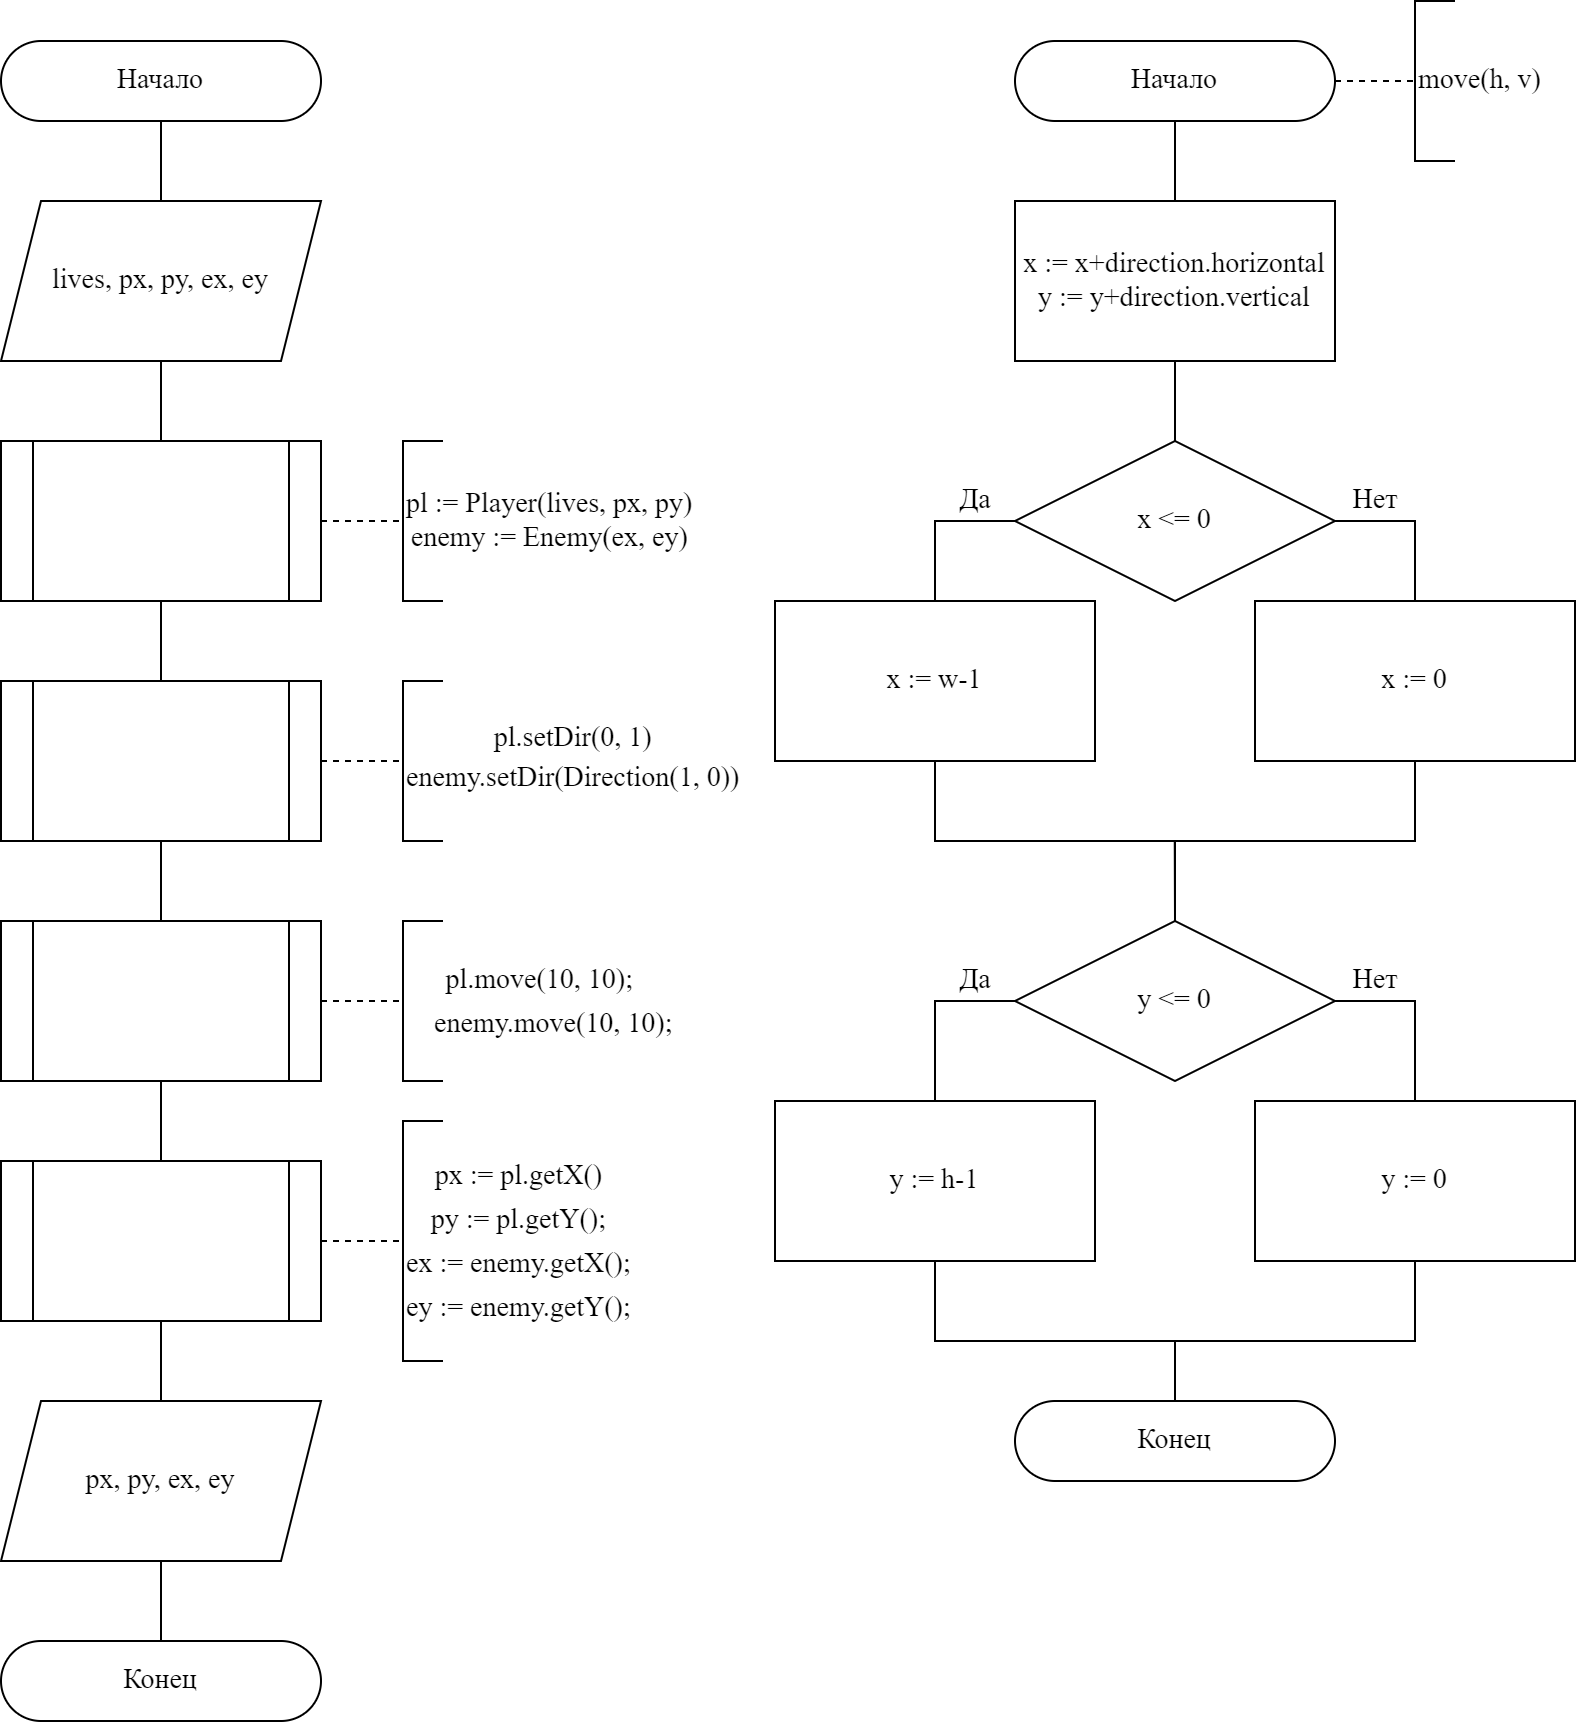 Начало
lives, px, py, ex, ey
pl := Player(lives, px, py)
enemy := Enemy(ex, ey)
pl.setDir(0, 1)
enemy.setDir(Direction(1, 0))
pl.move(10, 10);
enemy.move(10, 10);
px := pl.getX()
py := pl.getY();
ex := enemy.getX();
ey := enemy.getY();
px, py, ex, ey
Конец
Начало
move(h, v)
x := x+direction.horizontal
y := y+direction.vertical
Да
x <= 0
Нет
x := w-1
x := 0
Да
y <= 0
Нет
y := h-1
y := 0
Конец